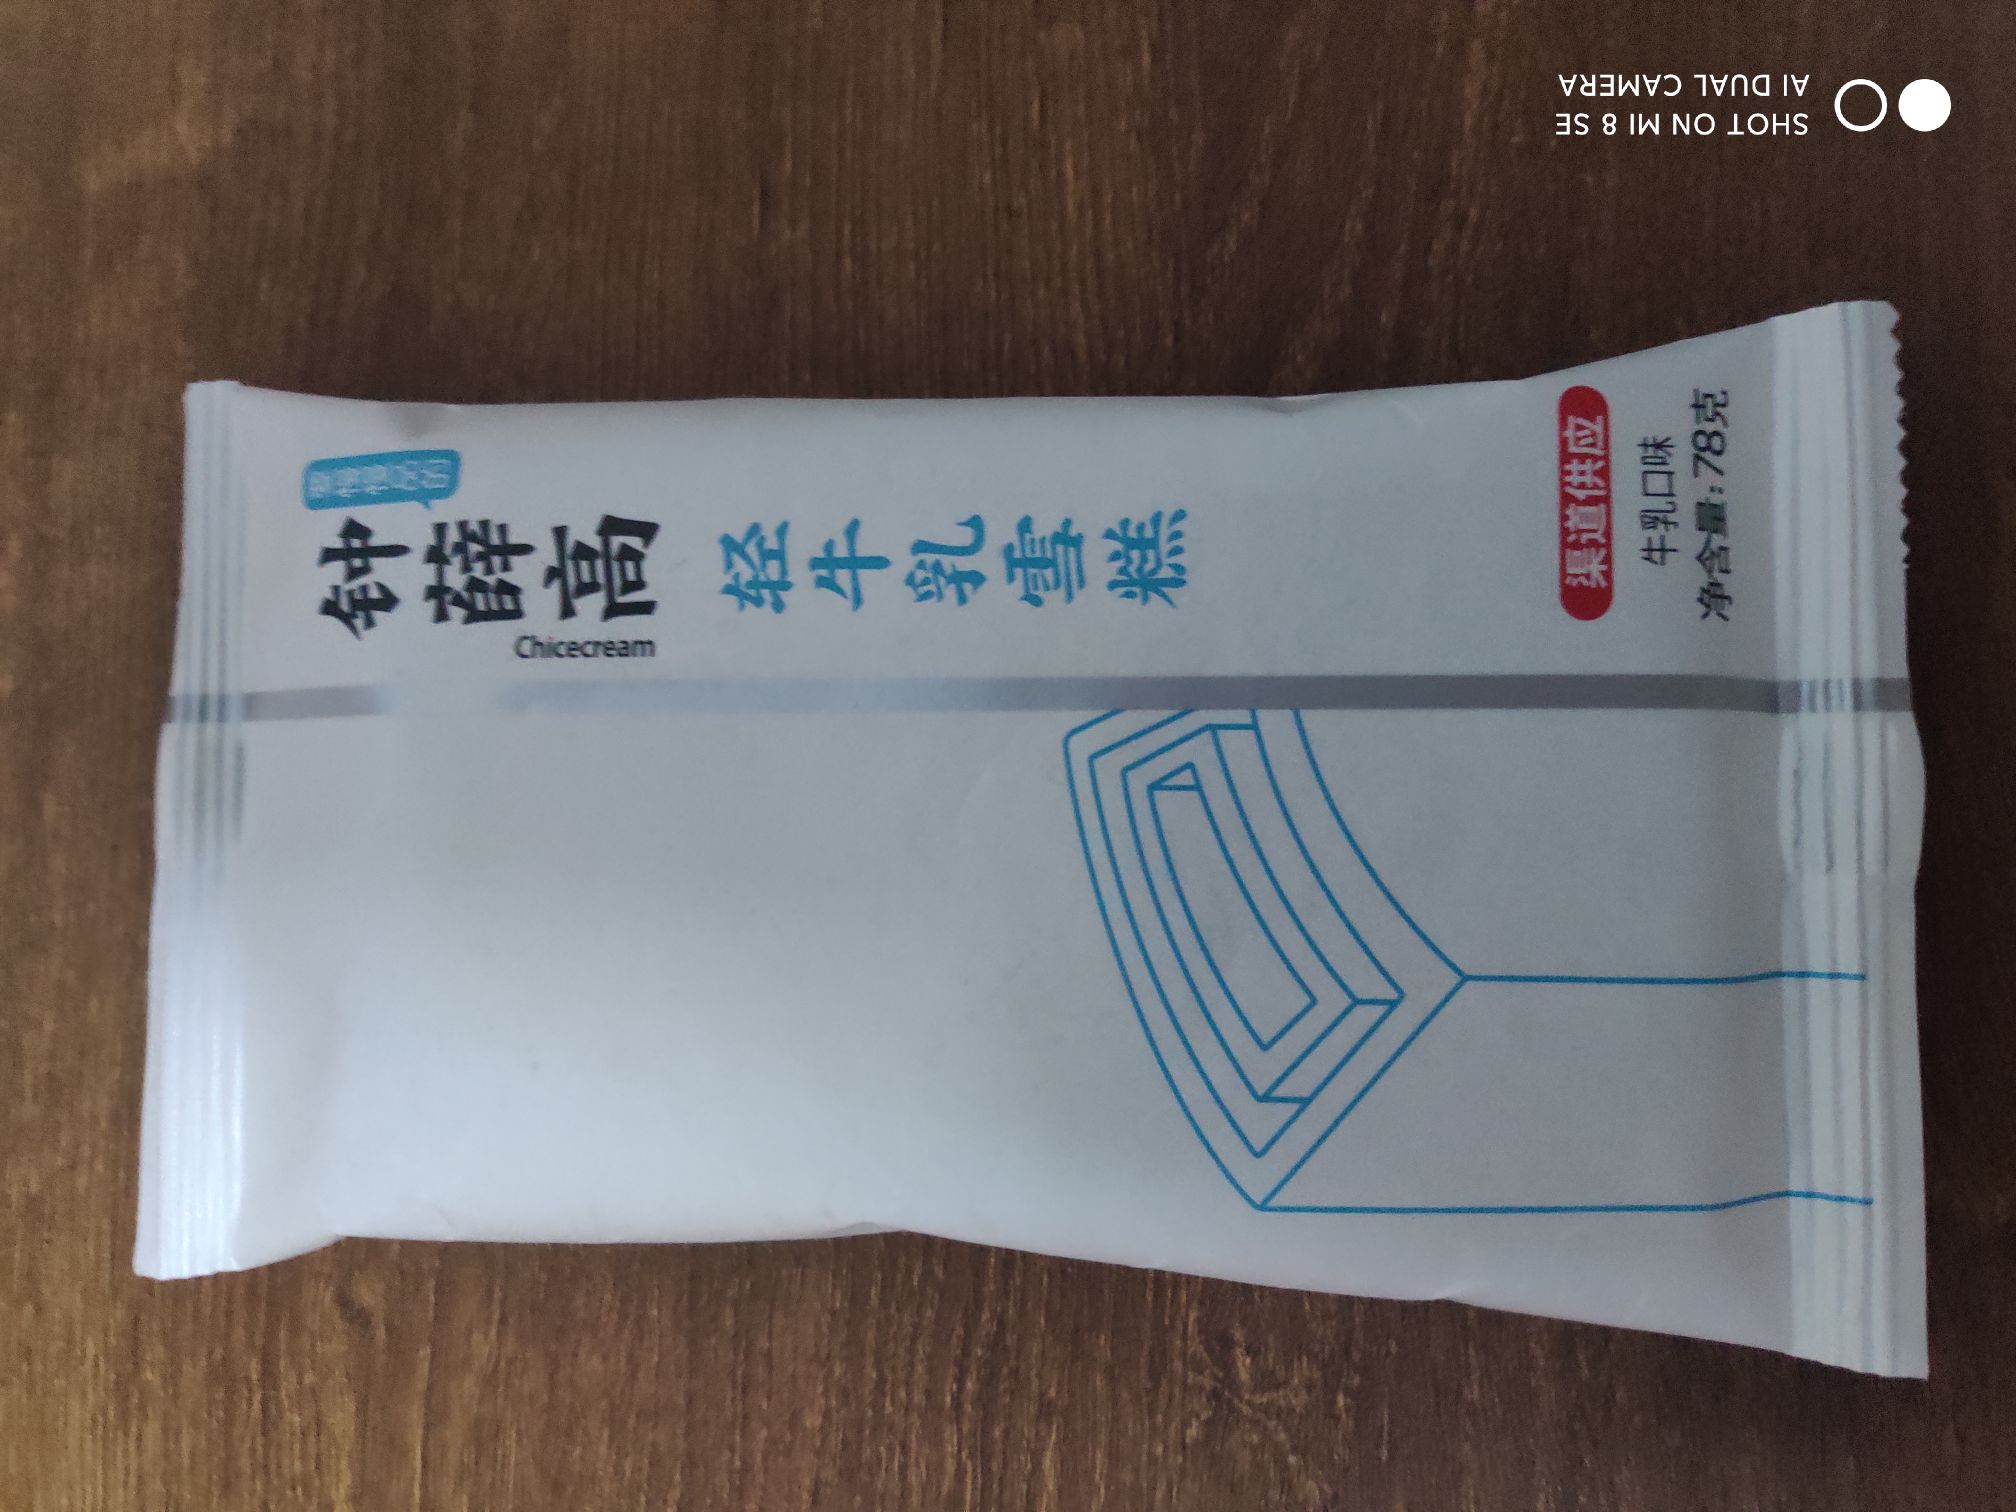 钟薛高
Chicecream
轻牛乳雪糕
渠道供应
牛乳口味
净含量:78克
SHOT ON MI 8 SE
AI DUAL CAMERA